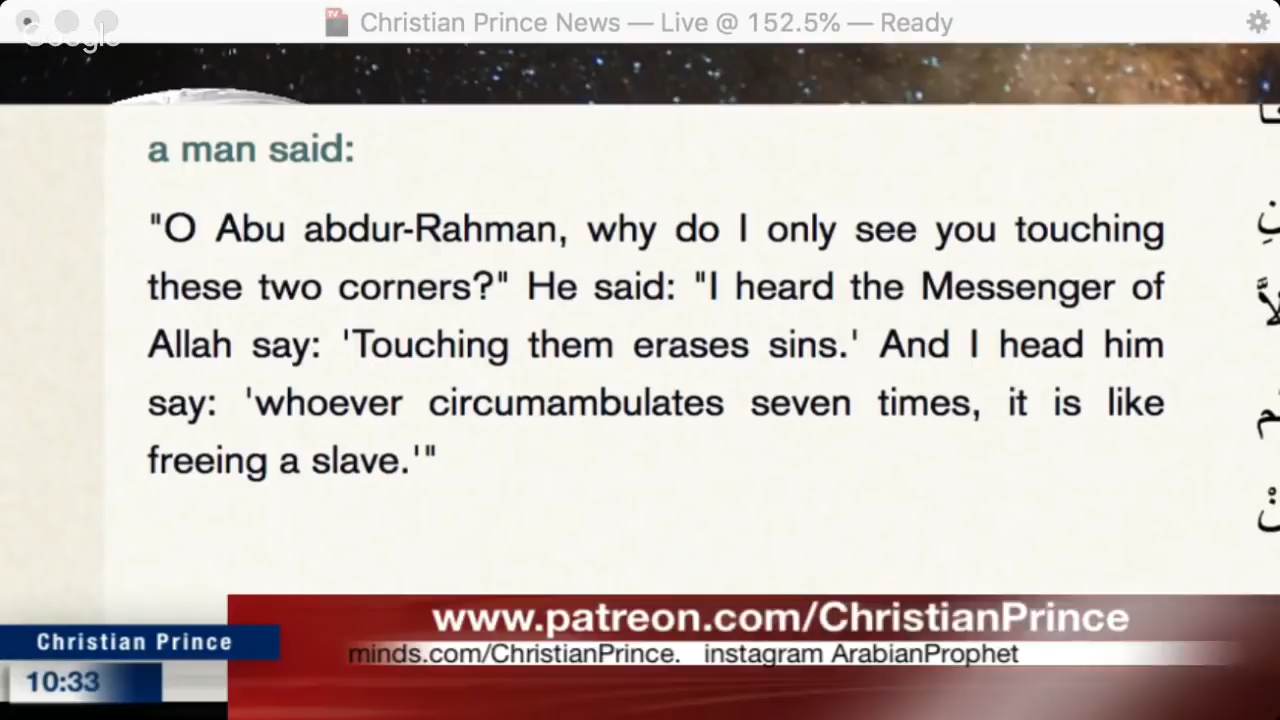 Christian Prince News — Live @ 152.5% — Ready
Google
a man said:
"O Abu abdur-Rahman, why do I only see you touching
these two corners?" He said: "I heard the Messenger of
Allah say: 'Touching them erases sins.' And I head him
say: 'whoever circumambulates seven times, it is like
freeing a slave.'"
www.patreon.com/ChristianPrince
Christian Prince
minds.com/ChristianPrince. instagram ArabianProphet
10:33